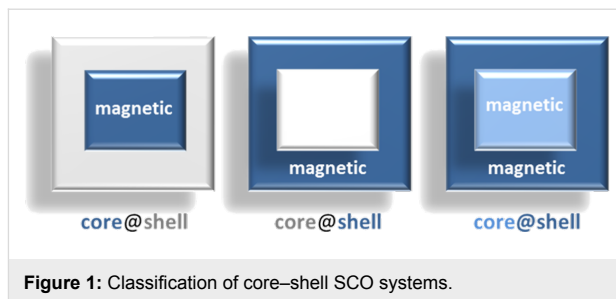 magnetic
magnetic
magnetic
magnetic
core@shell
core@shell
core@shell
Figure 1: Classification of core–shell SCO systems.